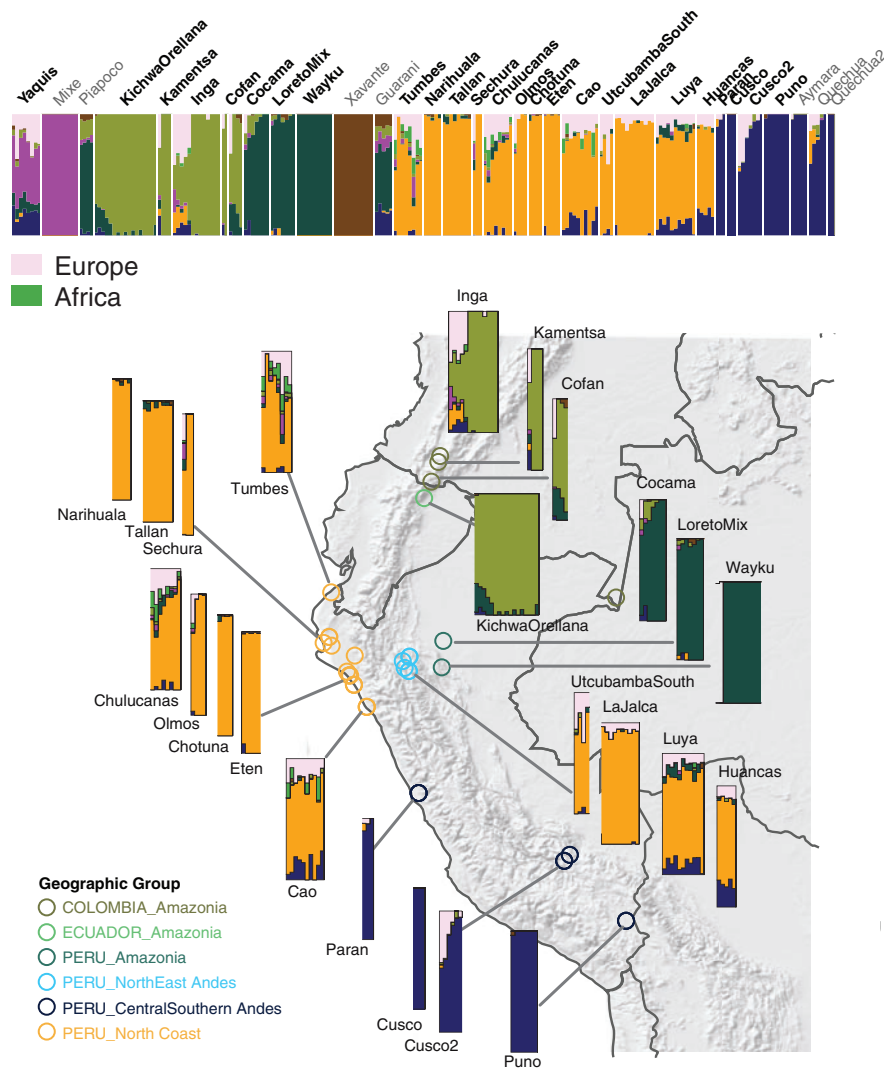 Yaquis
Mixe
Piapoco
KichwaOrellana
Kamentsa
Inga
Cofan
Cocama
LoretoMix
Wayku
Xavante
Guarani
Tumbes
Narihuala
Tallan
Sechura
Chulucanas
Olmos
Chotuna
Eten
Cao
UtcubambaSouth
LaJalca
Luya
Huancas
Paran
Cusco
Cusco2
Puno
Aymara
Quechua
Quechua2
Europe
Africa
Inga
Kamentsa
Cofan
Tumbes
Cocama
Narihuala
LoretoMix
Tallan
Sechura
Wayku
KichwaOrellana
UtcubambaSouth
Chulucanas
LaJalca
Olmos
Luya
Chotuna
Eten
Huancas
Cao
Geographic Group
COLOMBIA_Amazonia
ECUADOR_Amazonia
PERU_Amazonia
PERU_NorthEast Andes
PERU_CentralSouthern Andes
PERU_North Coast
Paran
Cusco
Cusco2
Puno